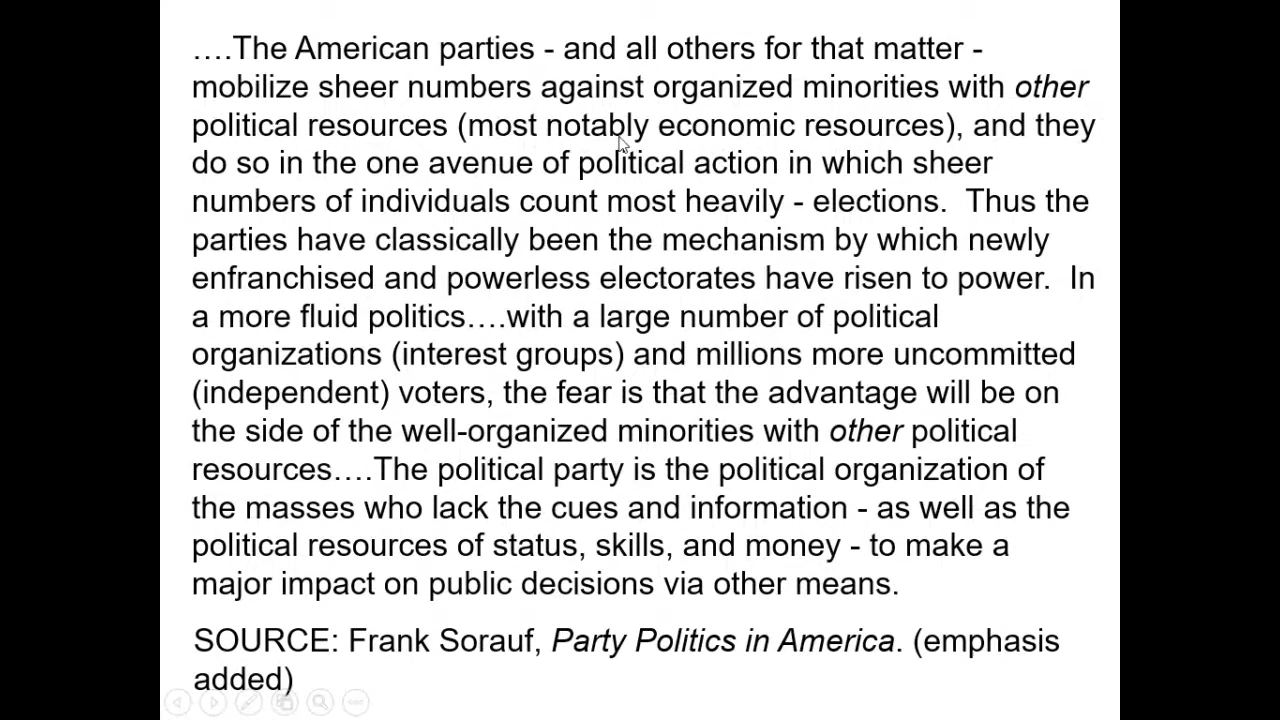 ....The American parties - and all others for that matter -
mobilize sheer numbers against organized minorities with other
political resources (most notably economic resources), and they
do so in the one avenue of political action in which sheer
numbers of individuals count most heavily - elections.  Thus the
parties have classically been the mechanism by which newly
enfranchised and powerless electorates have risen to power.  In
a more fluid politics....with a large number of political
organizations (interest groups) and millions more uncommitted
(independent) voters, the fear is that the advantage will be on
the side of the well-organized minorities with other political
resources....The political party is the political organization of
the masses who lack the cues and information - as well as the
political resources of status, skills, and money - to make a
major impact on public decisions via other means.
SOURCE: Frank Sorauf, Party Politics in America. (emphasis
added)